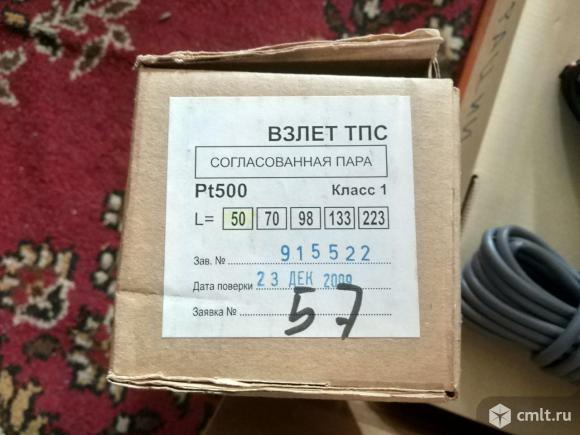 ВЗЛЕТ ТПС
СОГЛАСОВАННАЯ ПАРА
Pt500 Класс 1
L= 50 70 98 133 223
Зав. № 915522
Дата поверки 23 ДЕК 2009
Заявка № 57
cmlt.ru